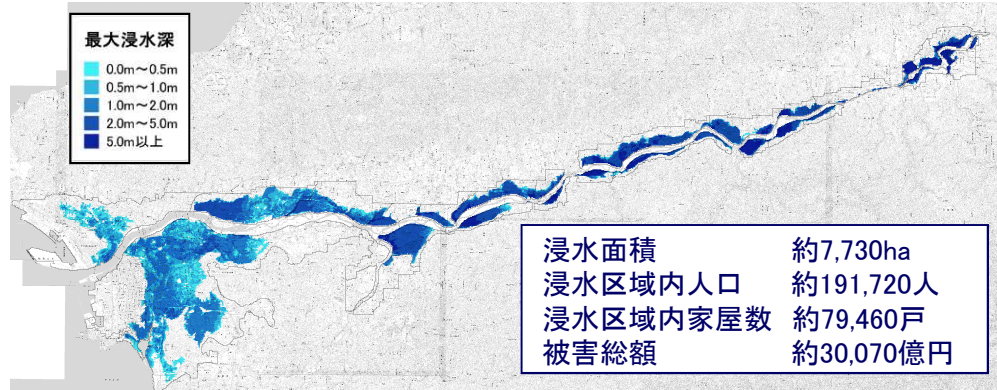 最大浸水深
0.0m～0.5m
0.5m～1.0m
1.0m～2.0m
2.0m～5.0m
5.0m以上
浸水面積 約7,730ha
浸水区域内人口 約191,720人
浸水区域内家屋数 約79,460戸
被害総額 約30,070億円